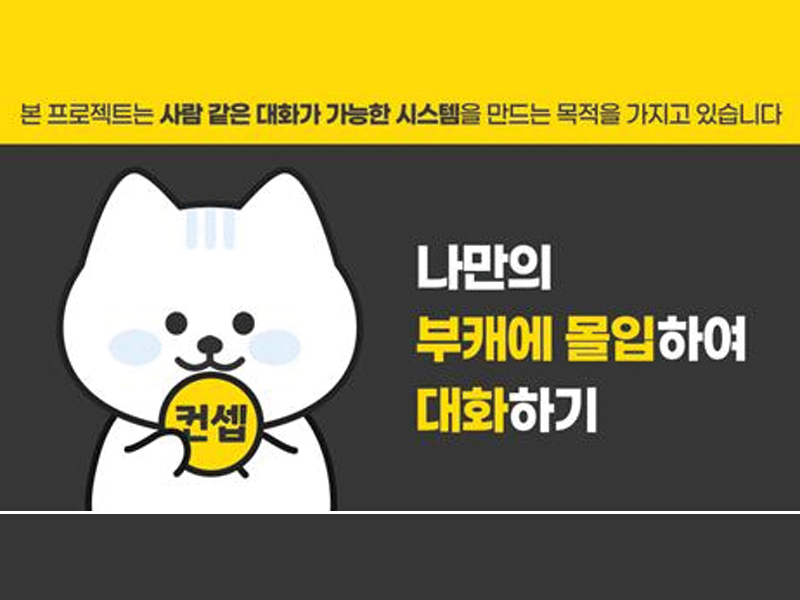 본 프로젝트는 사람 같은 대화가 가능한 시스템을 만드는 목적을 가지고 있습니다
나만의
부캐에 몰입하여
대화하기
컨셉